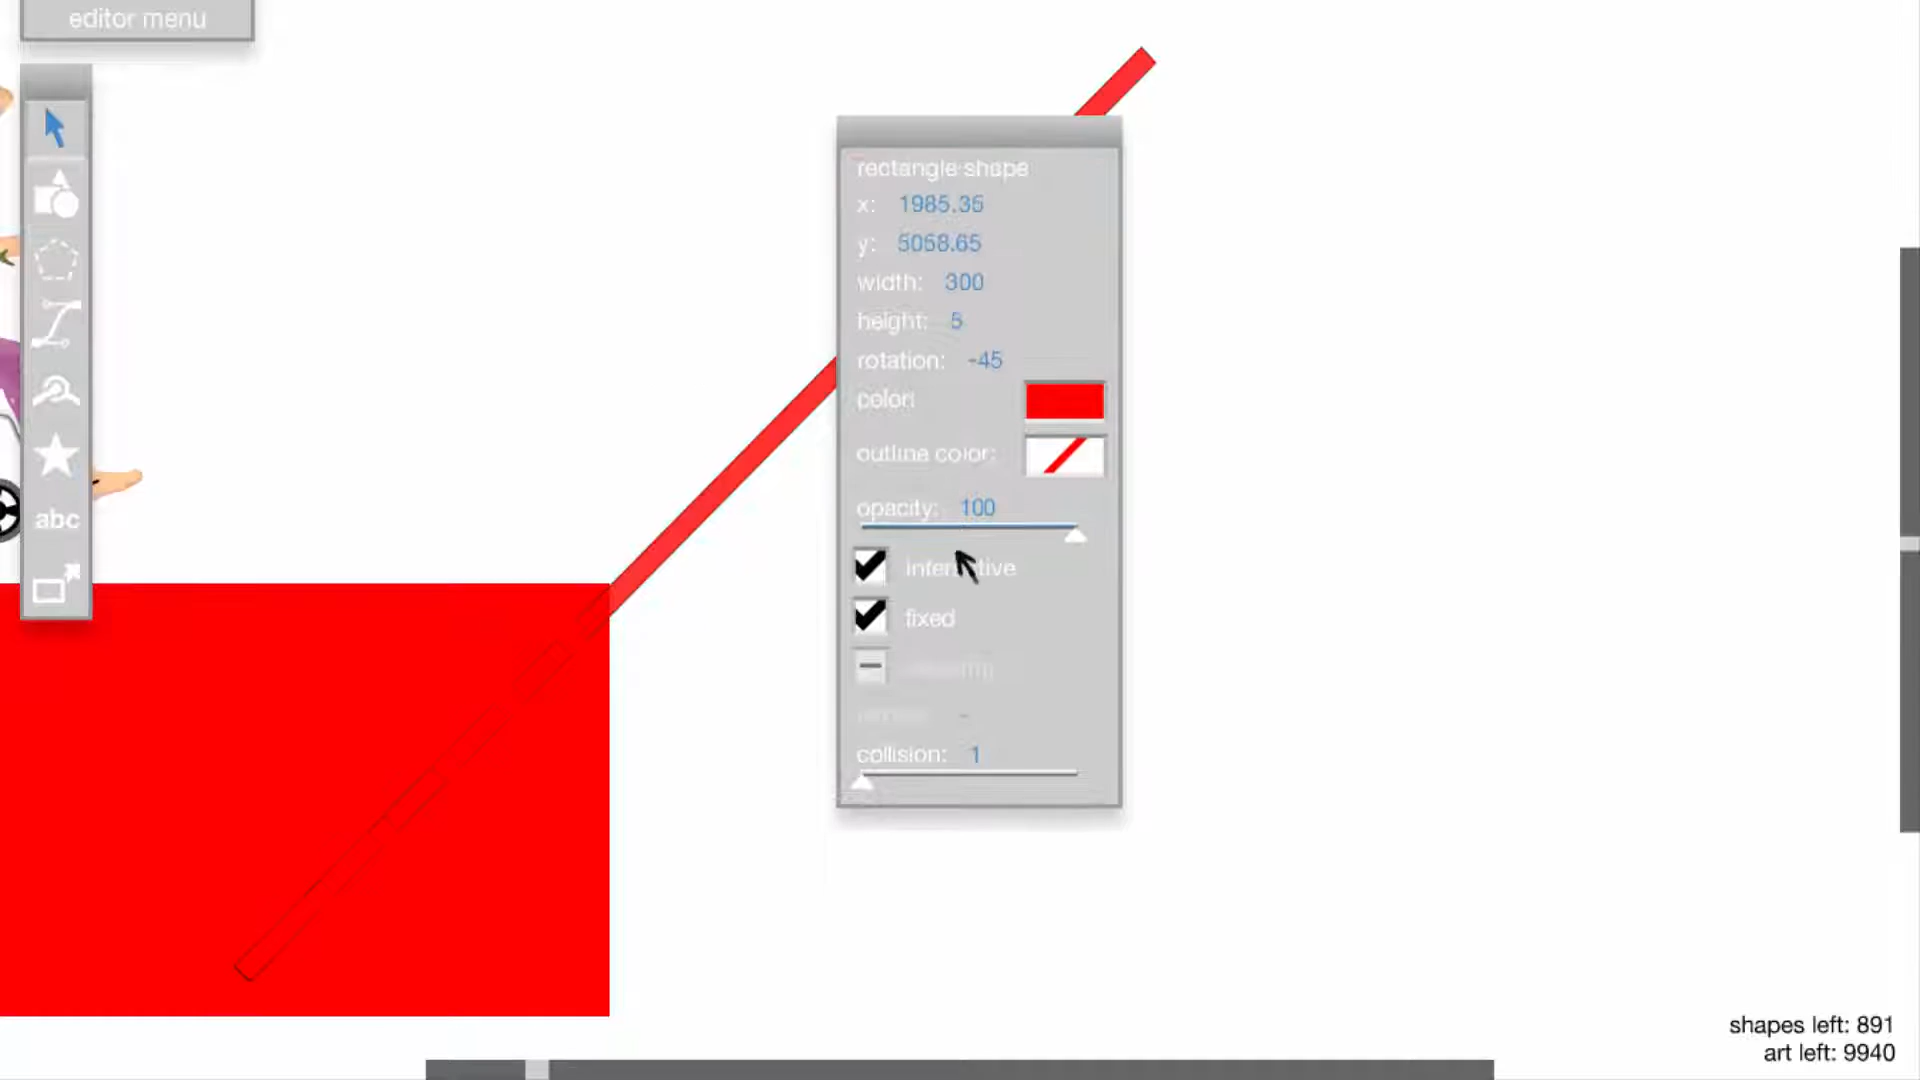 editor menu
rectangle shape
x: 1985.35
y: 5058.65
width: 300
height: 5
rotation: -45
color:
outline color:
opacity: 100
interactive
fixed
collision: 1
abc
shapes left: 891
art left: 9940